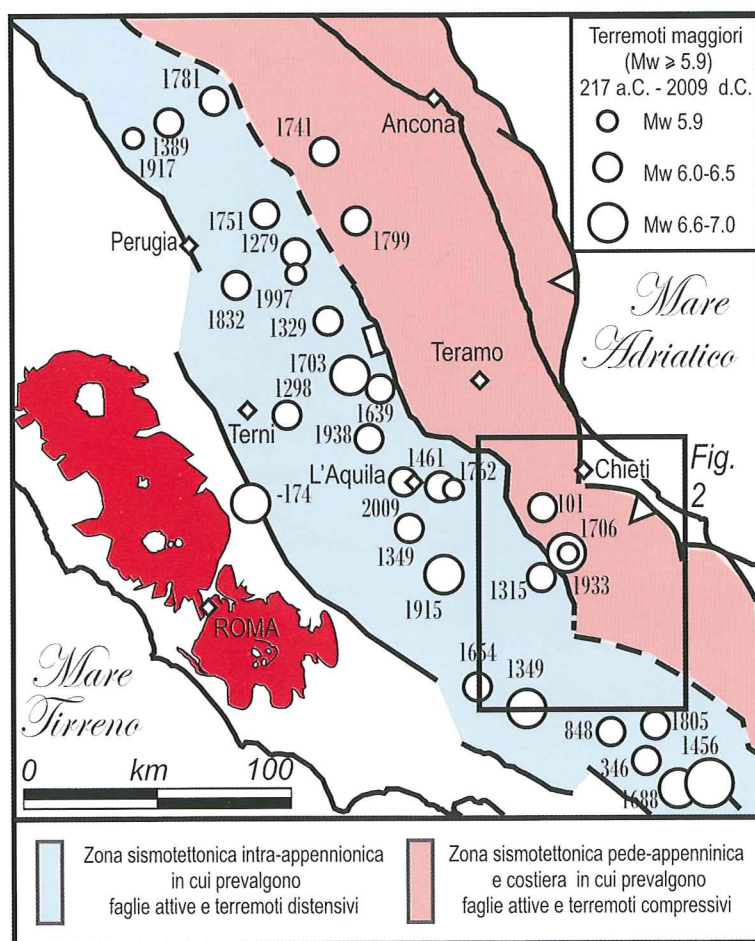 Terremoti maggiori
(Mw ≥ 5.9)
217 a.C. - 2009 d.C.
Mw 5.9
Mw 6.0-6.5
Mw 6.6-7.0
1781
1389
1917
1741
Ancona
1751
1279
1799
Perugia
1997
1832
1329
Mare
Adriatico
1703
Teramo
1298
1639
Terni
1938
1461
1762
L'Aquila
2009
Chieti
Fig.
2
-174
101
1349
1706
1915
1315
1933
ROMA
Mare
Tirreno
1654
1349
848
1805
1456
346
1688
0 km 100
Zona sismotettonica intra-appennionica
in cui prevalgono
faglie attive e terremoti distensivi
Zona sismotettonica pede-appenninica
e costiera in cui prevalgono
faglie attive e terremoti compressivi